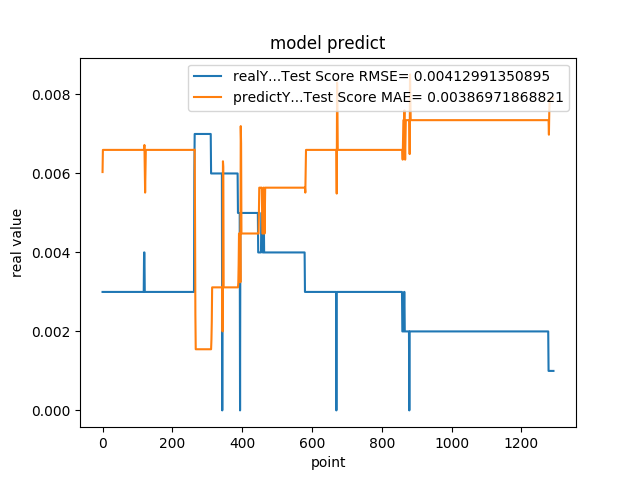 model predict
realY...Test Score RMSE= 0.00412991350895
predictY...Test Score MAE= 0.00386971868821
0.008
0.006
0.004
0.002
0.000
real value
0 200 400 600 800 1000 1200
point